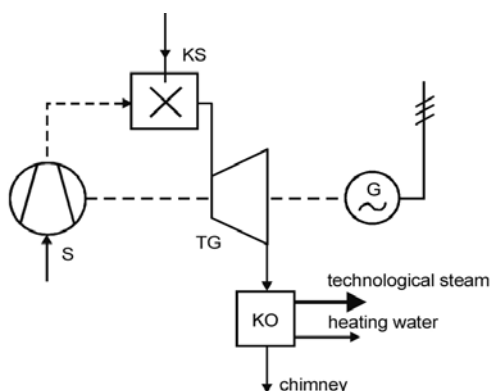 KS
G
S
TG
technological steam
KO
heating water
chimney